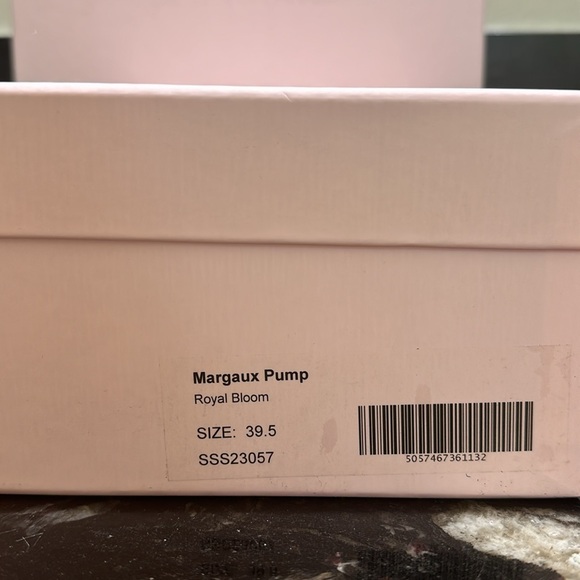 Margaux Pump
Royal Bloom
SIZE: 39.5
SSS23057
5057467361132